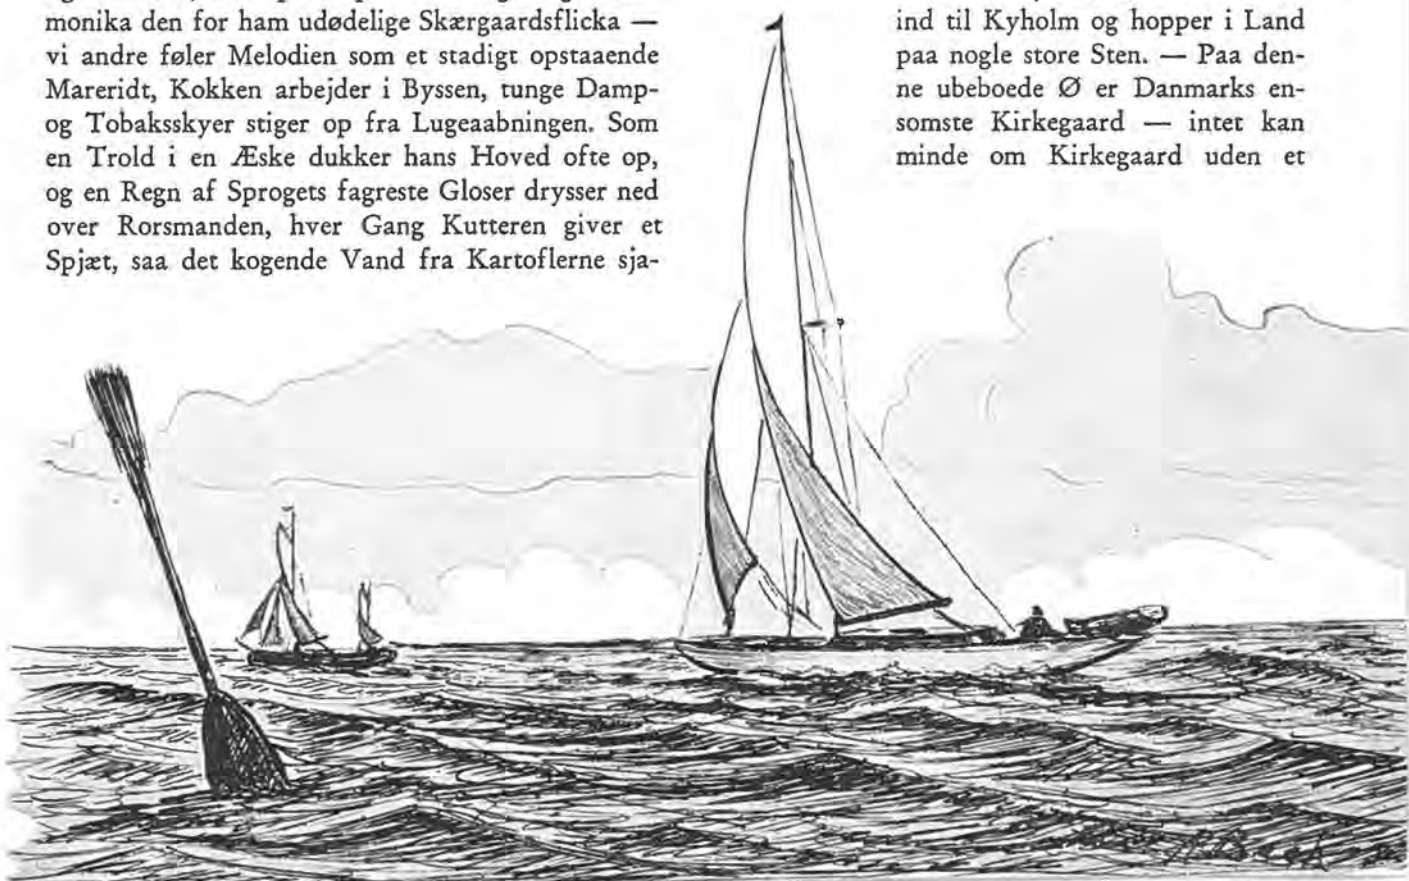 monika den for ham udødelige Skærgaardsflicka —
vi andre føler Melodien som et stadigt opstaaende
Mareridt, Kokken arbejder i Byssen, tunge Damp-
og Tobaksskyer stiger op fra Lugeaabningen. Som
en Trold i en Æske dukker hans Hoved ofte op,
og en Regn af Sprogets fagreste Gloser drysser ned
over Rorsmanden, hver Gang Kutteren giver et
Spjæt, saa det kogende Vand fra Kartoflerne sja-
ind til Kyholm og hopper i Land
paa nogle store Sten. — Paa den-
ne ubeboede Ø er Danmarks en-
somste Kirkegaard — intet kan
minde om Kirkegaard uden et